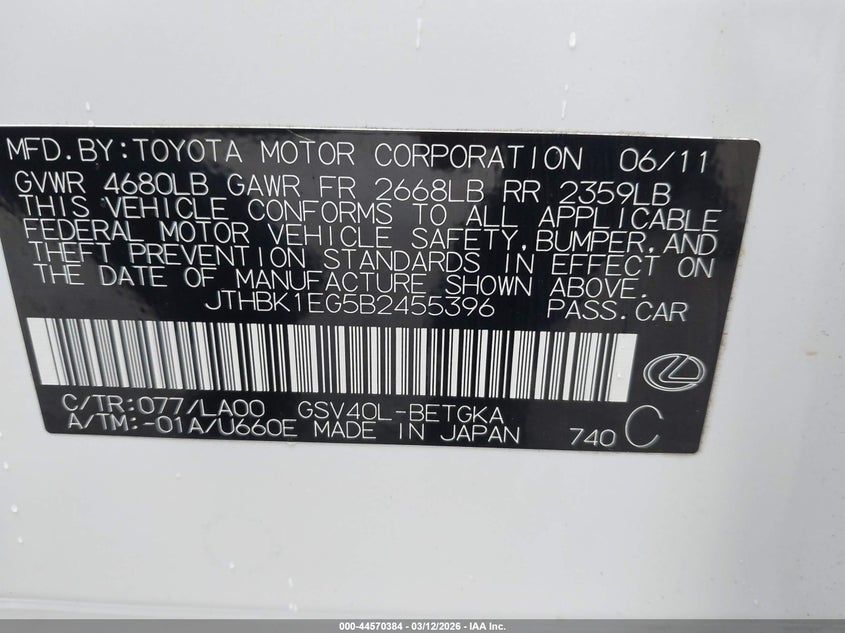 MFD.BY:TOYOTA MOTOR CORPORATION 06/11
GVWR 4680LB GAWR FR 2668LB RR 2359LB
THIS VEHICLE CONFORMS TO ALL APPLICABLE
FEDERAL MOTOR VEHICLE SAFETY,BUMPER,AND
THEFT PREVENTION STANDARDS IN EFFECT ON
THE DATE OF MANUFACTURE SHOWN ABOVE.
JTHBK1EG5B2455396 PASS.CAR
C/TR:077/LA00 GSV40L-BETGKA
A/TM:-01A/U660E MADE IN JAPAN 740 C
000-44570384 - 03/12/2026 - IAA Inc.